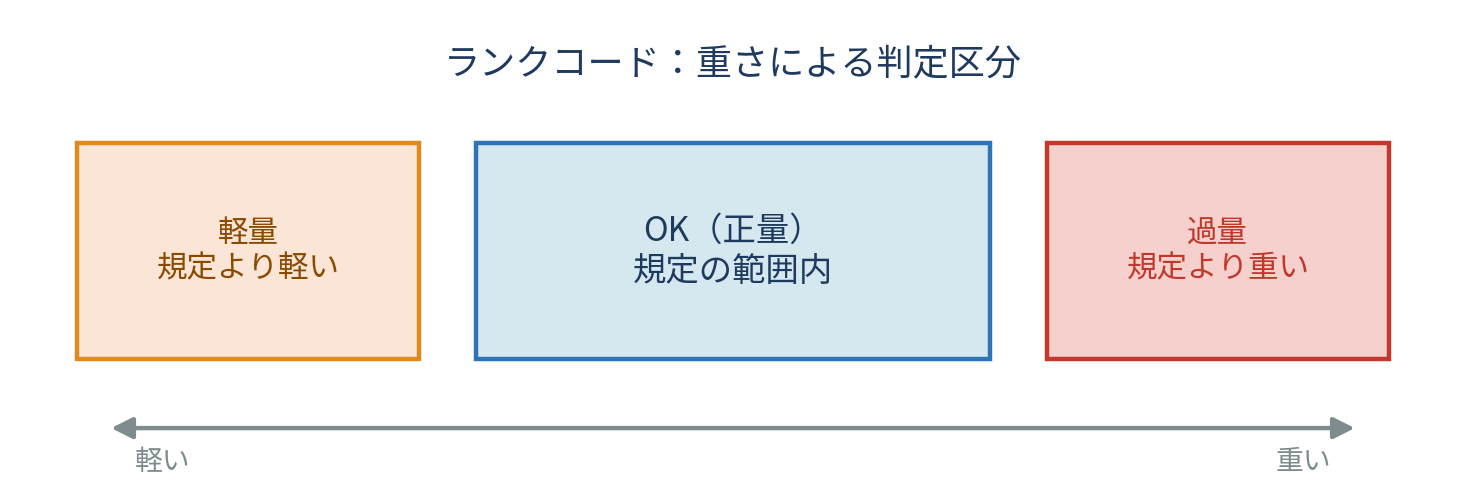 ランクコード：重さによる判定区分
軽量
規定より軽い
OK（正量）
規定の範囲内
過量
規定より重い
軽い
重い